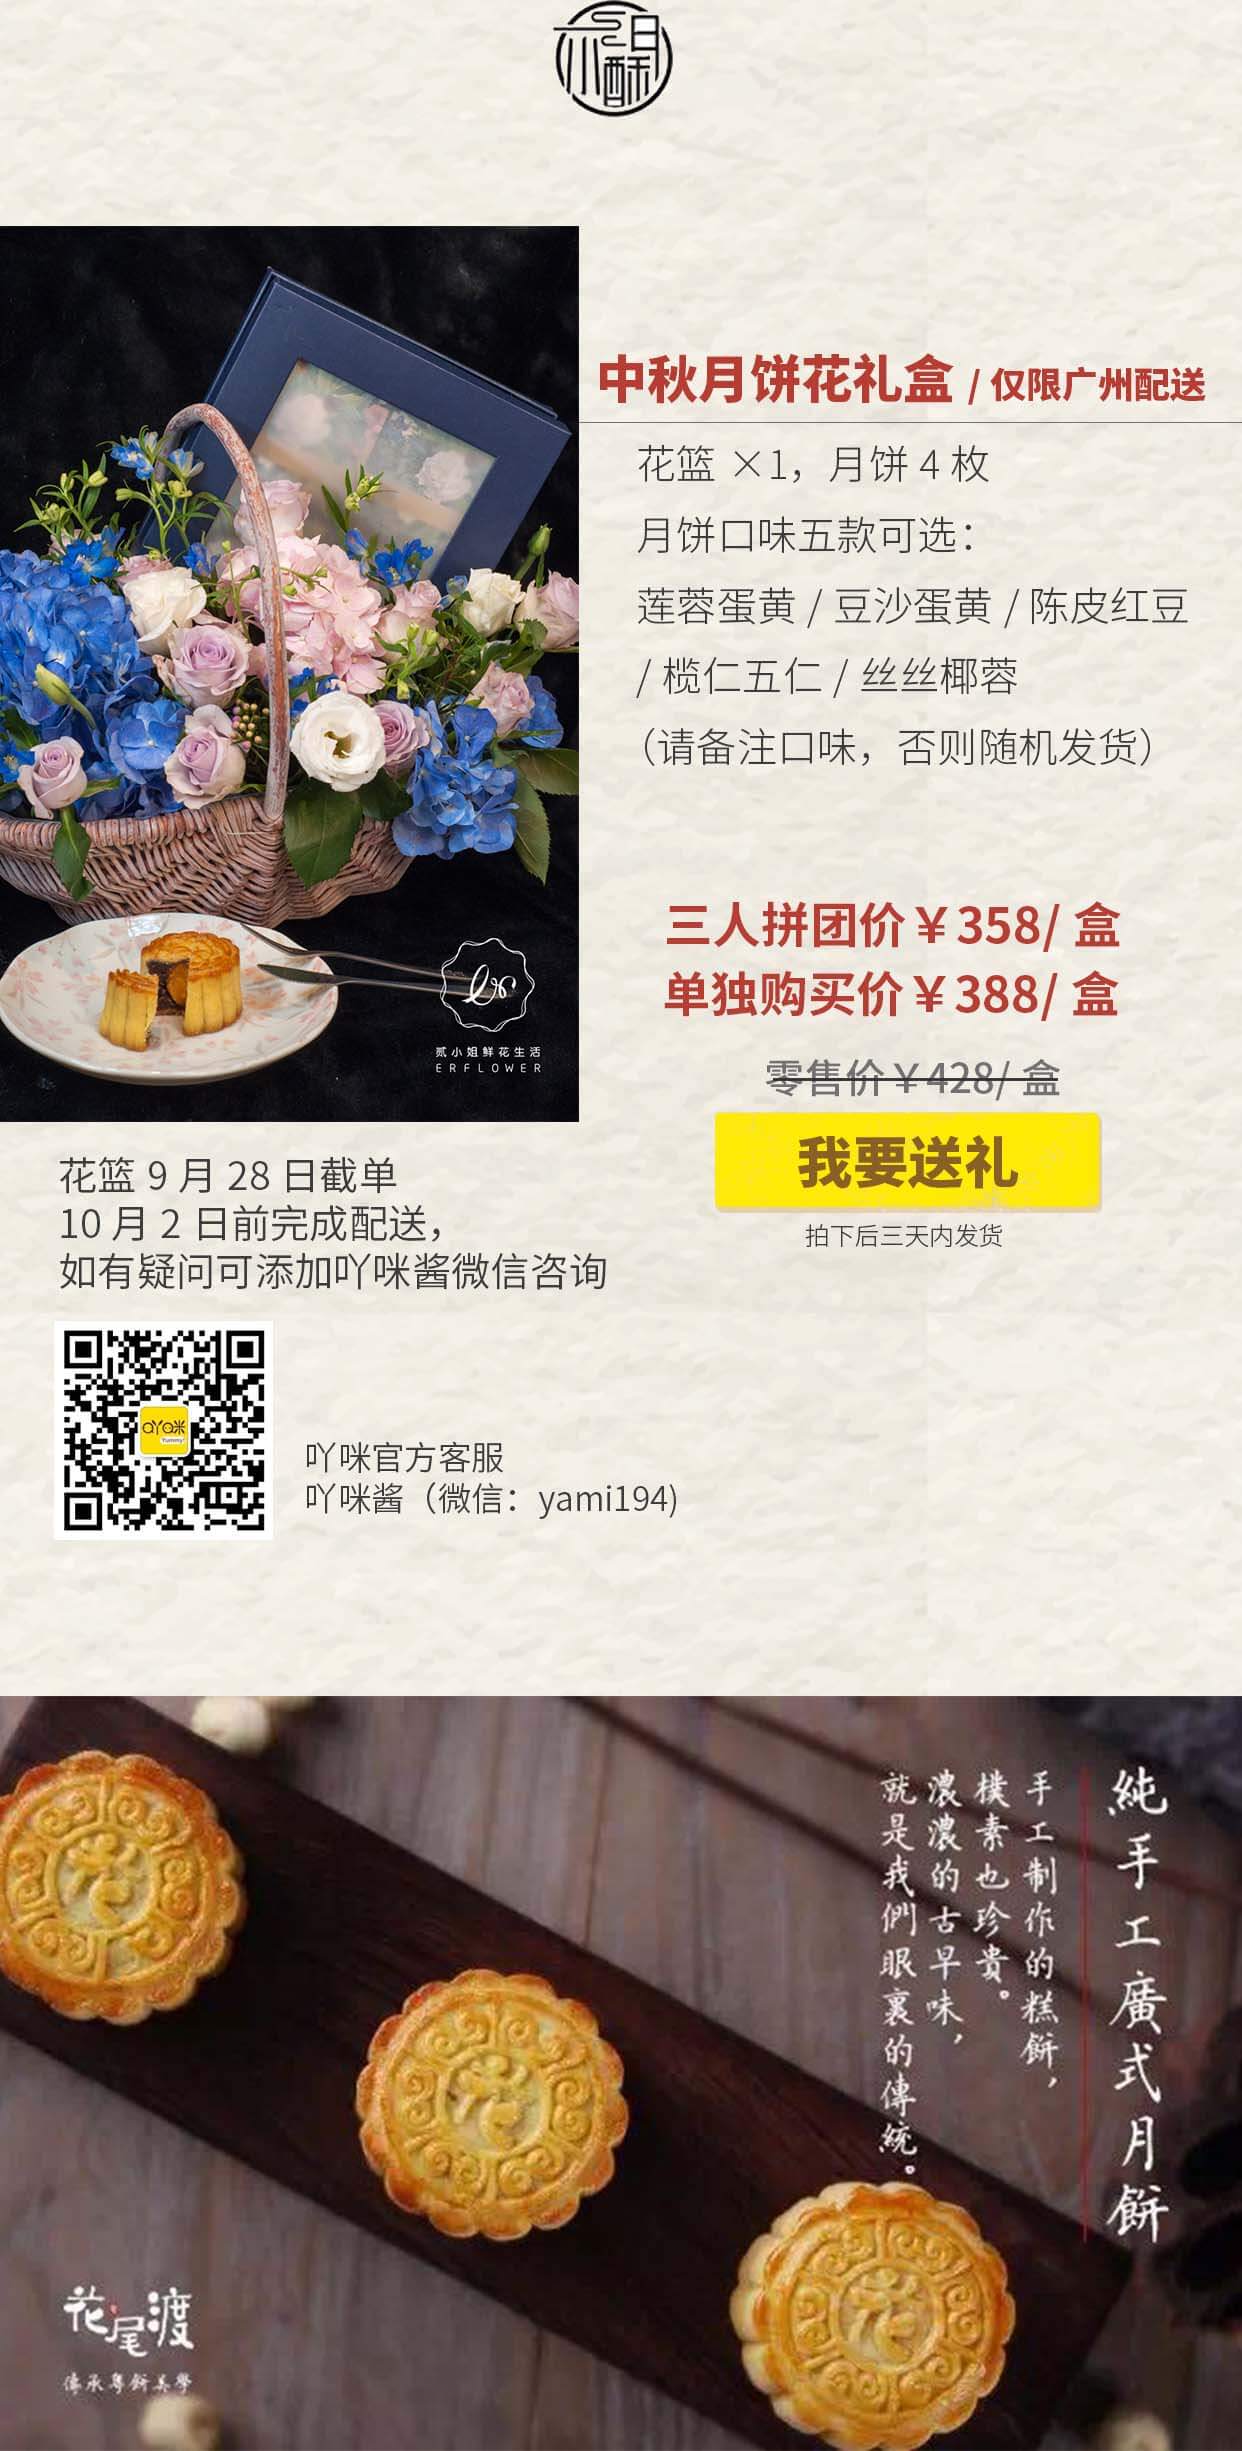 中秋月饼花礼盒 / 仅限广州配送
花篮 ×1，月饼 4 枚
月饼口味五款可选：
莲蓉蛋黄 / 豆沙蛋黄 / 陈皮红豆
/ 榄仁五仁 / 丝丝椰蓉
（请备注口味，否则随机发货）
三人拼团价￥358/ 盒
单独购买价￥388/ 盒
零售价￥428/ 盒
我要送礼
拍下后三天内发货
贰小姐鲜花生活
ERFLOWER
花篮 9 月 28 日截单
10 月 2 日前完成配送，
如有疑问可添加吖咪酱微信咨询
吖咪
Yummy
吖咪官方客服
吖咪酱（微信：yami194)
純手工廣式月餅
手工制作的糕餅，
樸素也珍贵。
濃濃的古早味，
就是我們眼裏的傳統。
花尾渡
傳承粤餅美學